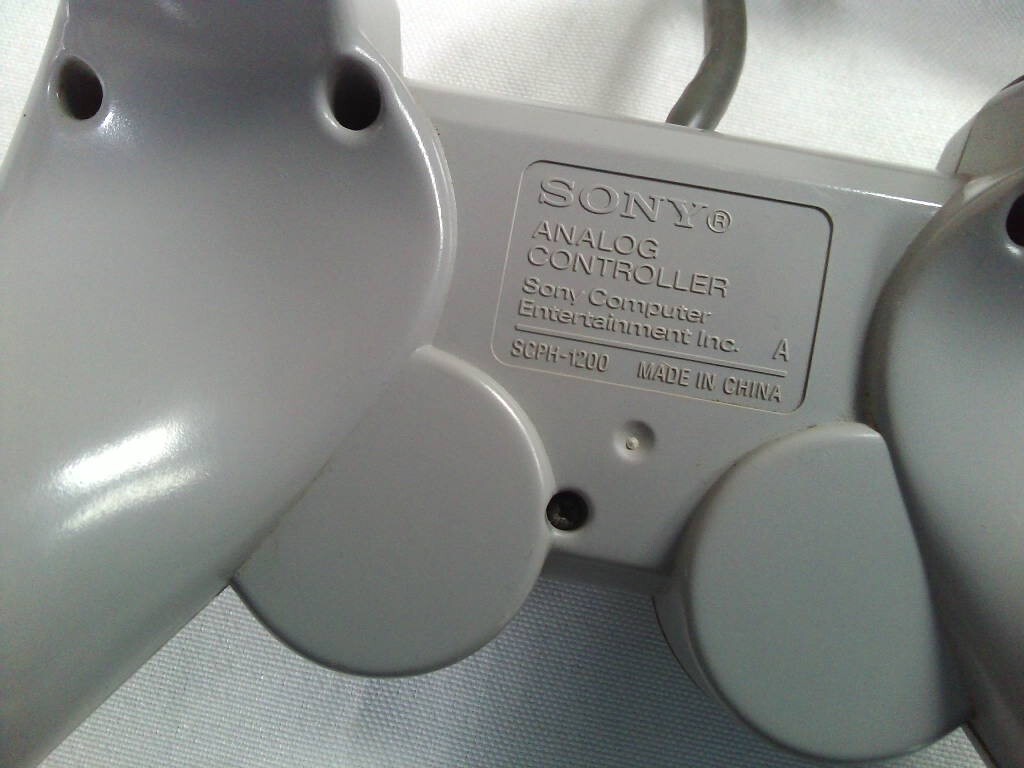 SONY®
ANALOG
CONTROLLER
Sony Computer
Entertainment Inc. A
SCPH-1200 MADE IN CHINA